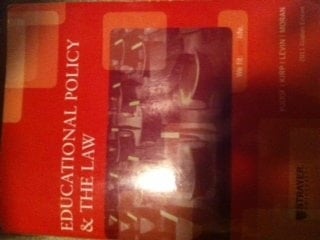 EDUCATIONAL POLICY
& THE LAW
YUDOF | KIRP | LEVIN | MORAN
STRAYER